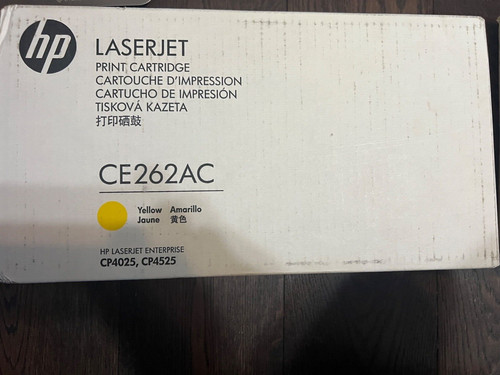 hp
LASERJET
PRINT CARTRIDGE
CARTOUCHE D'IMPRESSION
CARTUCHO DE IMPRESIÓN
TISKOVÁ KAZETA
打印硒鼓
CE262AC
Yellow Amarillo
Jaune 黄色
HP LASERJET ENTERPRISE
CP4025, CP4525